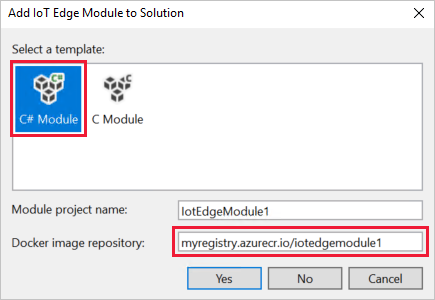 Add IoT Edge Module to Solution
Select a template:
C#
C
C# Module
C Module
Module project name:
IotEdgeModule1
Docker image repository:
myregistry.azurecr.io/iotedgemodule1
Yes
No
Cancel